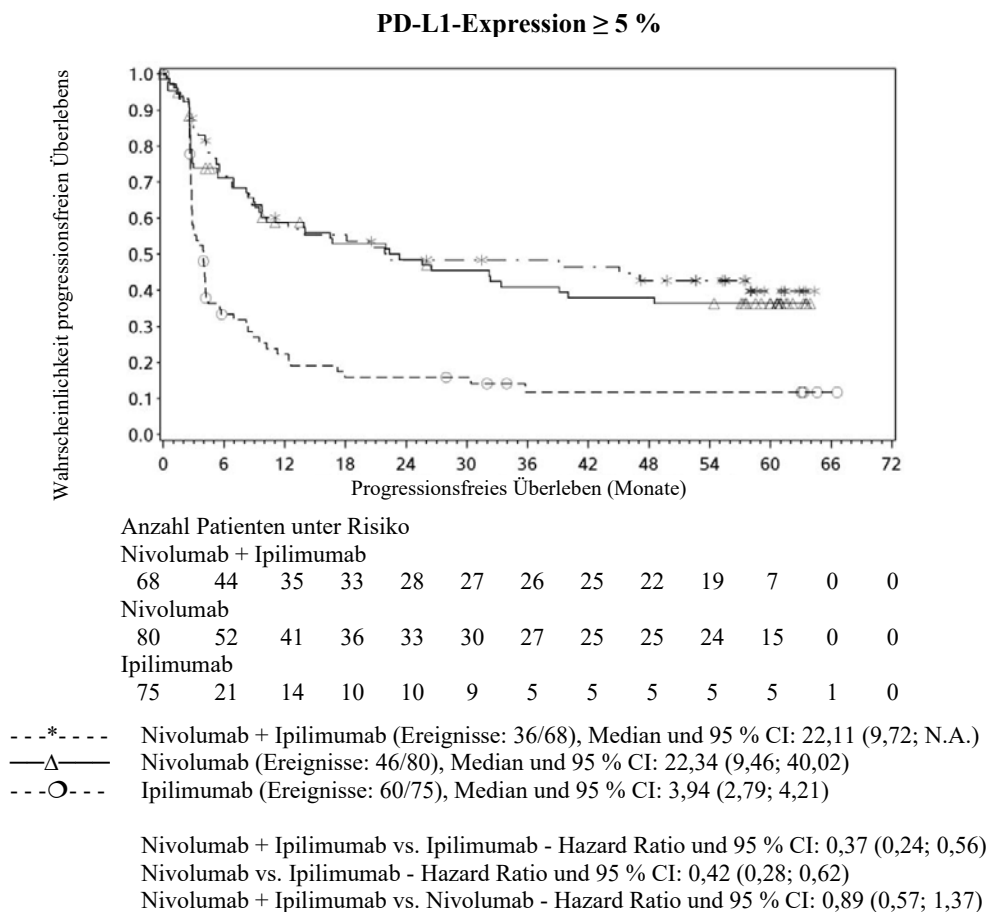 PD-L1-Expression ≥ 5 %
Wahrscheinlichkeit progressionsfreien Überlebens
1.0
0.9
0.8
0.7
0.6
0.5
0.4
0.3
0.2
0.1
0.0
0 6 12 18 24 30 36 42 48 54 60 66 72
Progressionsfreies Überleben (Monate)
Anzahl Patienten unter Risiko
Nivolumab + Ipilimumab
68 44 35 33 28 27 26 25 22 19 7 0 0
Nivolumab
80 52 41 36 33 30 27 25 25 24 15 0 0
Ipilimumab
75 21 14 10 10 9 5 5 5 5 5 1 0
- - -*- - - - Nivolumab + Ipilimumab (Ereignisse: 36/68), Median und 95 % CI: 22,11 (9,72; N.A.)
——Δ—— Nivolumab (Ereignisse: 46/80), Median und 95 % CI: 22,34 (9,46; 40,02)
- - -O- - - Ipilimumab (Ereignisse: 60/75), Median und 95 % CI: 3,94 (2,79; 4,21)
Nivolumab + Ipilimumab vs. Ipilimumab - Hazard Ratio und 95 % CI: 0,37 (0,24; 0,56)
Nivolumab vs. Ipilimumab - Hazard Ratio und 95 % CI: 0,42 (0,28; 0,62)
Nivolumab + Ipilimumab vs. Nivolumab - Hazard Ratio und 95 % CI: 0,89 (0,57; 1,37)